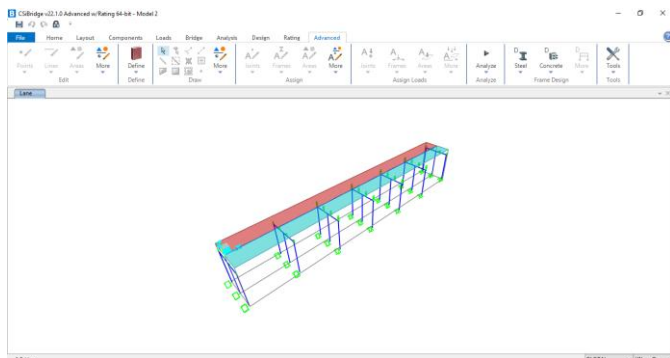 B CSiBridge v22.1.0 Advanced w/Rating 64-bit - Model 2
File Home Layout Components Loads Bridge Analysis Design Rating Advanced
Points Lines Areas More Define More Joints Frames Areas More Joints Frames Areas More Analyze Steel Concrete More Tools
Edit Define Draw Assign Assign Loads Analyze Frame Design Tools
Lane